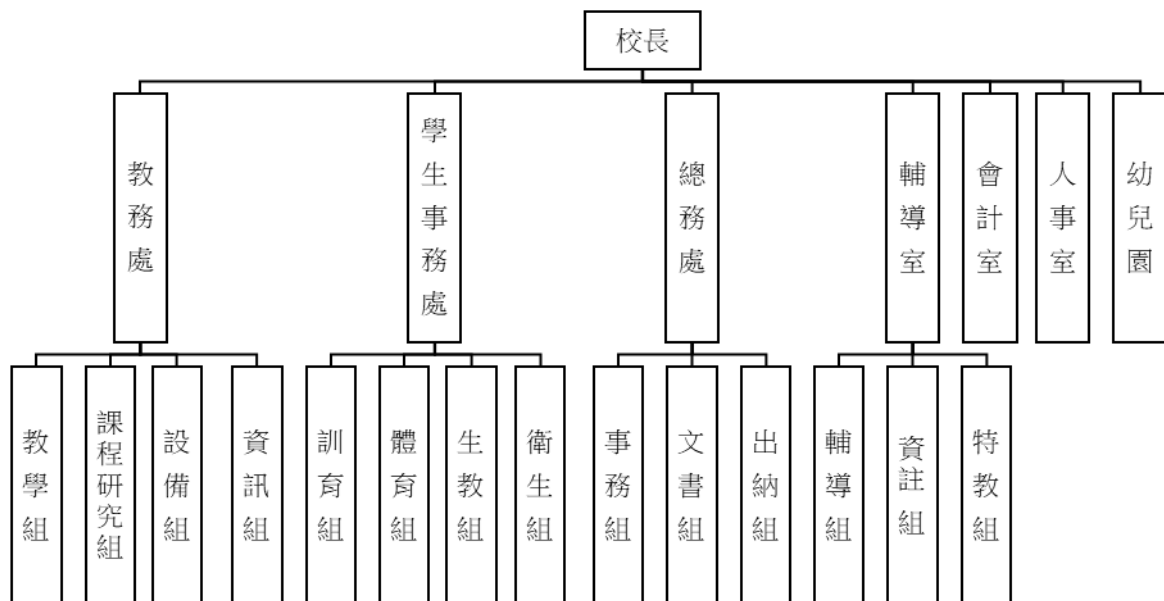 校長
教務處
學生事務處
總務處
輔導室
會計室
人事室
幼兒園
教學組
課程研究組
設備組
資訊組
訓育組
體育組
生教組
衛生組
事務組
文書組
出納組
輔導組
資註組
特教組